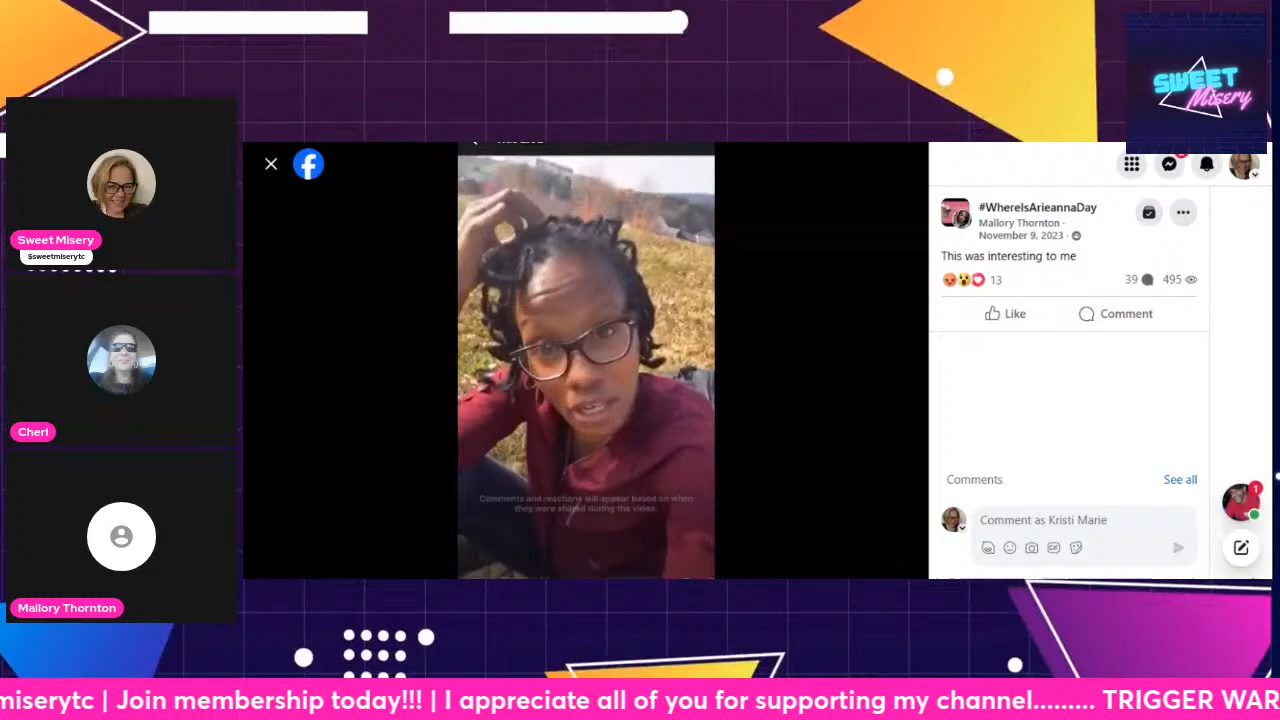 SWEET
Misery
Sweet Misery
$sweetmiserytc
Cheri
Mallory Thornton
#WhereIsArieannaDay
Mallory Thornton ·
November 9, 2023 ·
This was interesting to me
13
39
495
Like
Comment
Comments and reactions will appear based on when
they were shared during the video.
Comments
See all
Comment as Kristi Marie
GIF
1
miserytc | Join membership today!!! | I appreciate all of you for supporting my channel......... TRIGGER WAR